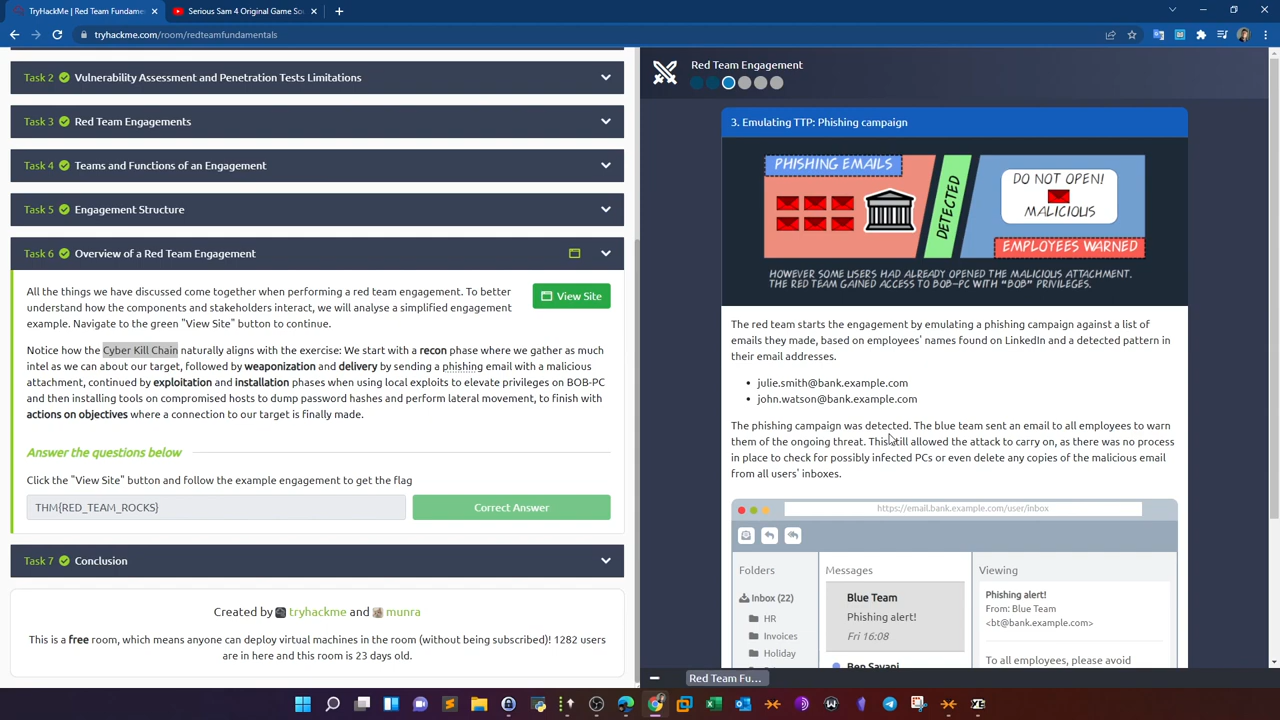 TryHackMe | Red Team Fundame
Serious Sam 4 Original Game Sou
tryhackme.com/room/redteamfundamentals
Task 2 Vulnerability Assessment and Penetration Tests Limitations
Task 3 Red Team Engagements
Task 4 Teams and Functions of an Engagement
Task 5 Engagement Structure
Task 6 Overview of a Red Team Engagement
All the things we have discussed come together when performing a red team engagement. To better
understand how the components and stakeholders interact, we will analyse a simplified engagement
example. Navigate to the green "View Site" button to continue.
View Site
Notice how the Cyber Kill Chain naturally aligns with the exercise: We start with a recon phase where we gather as much
intel as we can about our target, followed by weaponization and delivery by sending a phishing email with a malicious
attachment, continued by exploitation and installation phases when using local exploits to elevate privileges on BOB-PC
and then installing tools on compromised hosts to dump password hashes and perform lateral movement, to finish with
actions on objectives where a connection to our target is finally made.
Answer the questions below
Click the "View Site" button and follow the example engagement to get the flag
THM{RED_TEAM_ROCKS}
Correct Answer
Task 7 Conclusion
Created by tryhackme and munra
This is a free room, which means anyone can deploy virtual machines in the room (without being subscribed)! 1282 users
are in here and this room is 23 days old.
Red Team Engagement
3. Emulating TTP: Phishing campaign
PHISHING EMAILS
DETECTED
DO NOT OPEN!
MALICIOUS
EMPLOYEES WARNED
HOWEVER SOME USERS HAD ALREADY OPENED THE MALICIOUS ATTACHMENT.
THE RED TEAM GAINED ACCESS TO BOB-PC WITH "BOB" PRIVILEGES.
The red team starts the engagement by emulating a phishing campaign against a list of
emails they made, based on employees' names found on LinkedIn and a detected pattern in
their email addresses.
• julie.smith@bank.example.com
• john.watson@bank.example.com
The phishing campaign was detected. The blue team sent an email to all employees to warn
them of the ongoing threat. This still allowed the attack to carry on, as there was no process
in place to check for possibly infected PCs or even delete any copies of the malicious email
from all users' inboxes.
https://email.bank.example.com/user/inbox
Folders
Inbox (22)
HR
Invoices
Holiday
Messages
Blue Team
Phishing alert!
Fri 16:08
Ben Savani
Viewing
Phishing alert!
From: Blue Team
<bt@bank.example.com>
To all employees, please avoid
Red Team Fu...